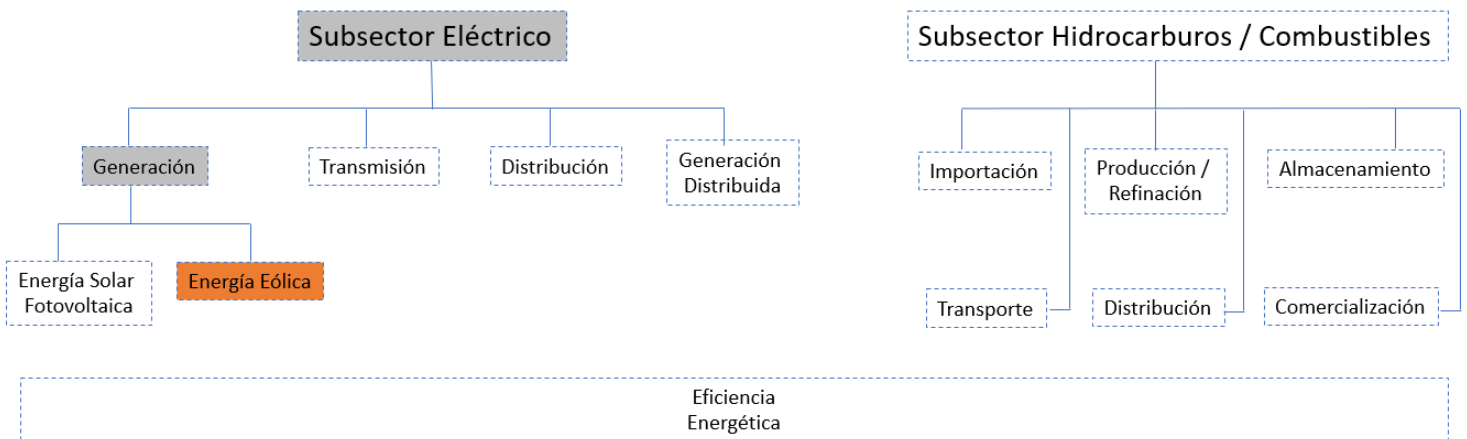 Subsector Eléctrico
Subsector Hidrocarburos / Combustibles
Generación
Transmisión
Distribución
Generación
Distribuida
Importación
Producción /
Refinación
Almacenamiento
Energía Solar
Fotovoltaica
Energía Eólica
Transporte
Distribución
Comercialización
Eficiencia
Energética